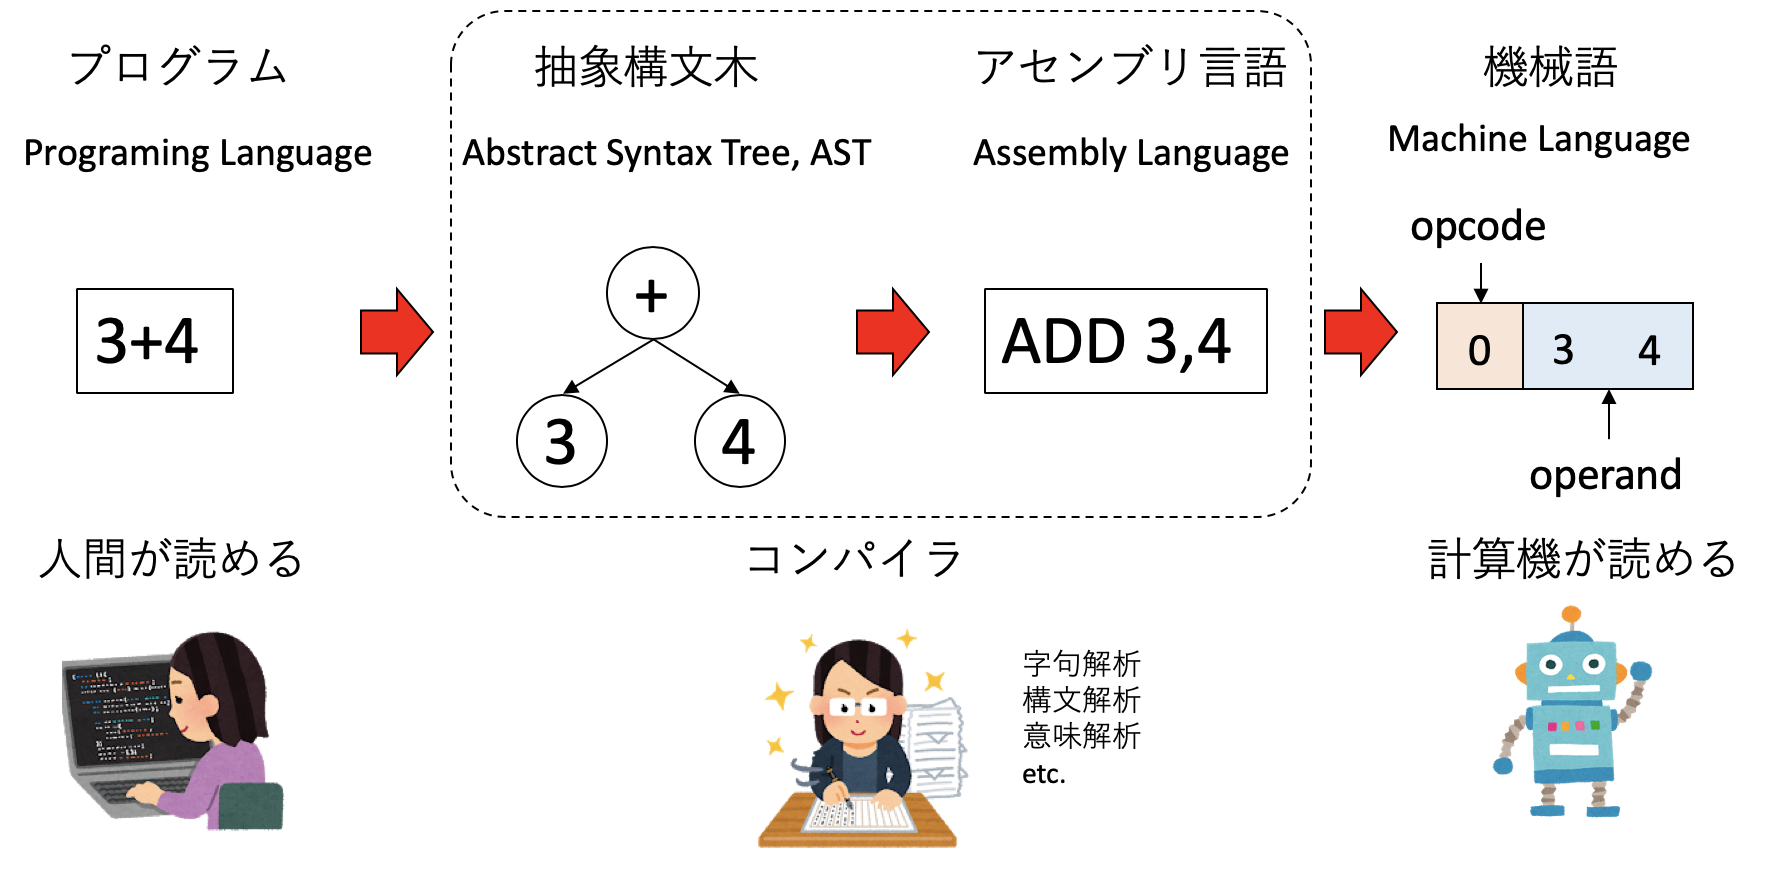 プログラム
Programing Language
3+4
人間が読める
抽象構文木
Abstract Syntax Tree, AST
+
3
4
アセンブリ言語
Assembly Language
ADD 3,4
コンパイラ
字句解析
構文解析
意味解析
etc.
機械語
Machine Language
opcode
0 3 4
operand
計算機が読める